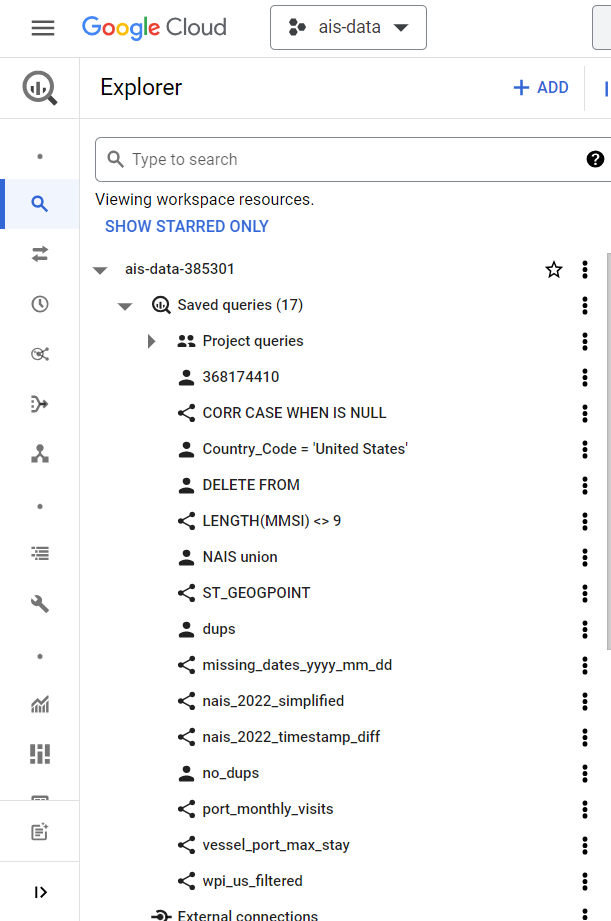 Google Cloud
ais-data
Explorer
+ ADD
Type to search
?
Viewing workspace resources.
SHOW STARRED ONLY
ais-data-385301
Saved queries (17)
Project queries
368174410
CORR CASE WHEN IS NULL
Country_Code = 'United States'
DELETE FROM
LENGTH(MMSI) <> 9
NAIS union
ST_GEOGPOINT
dups
missing_dates_yyyy_mm_dd
nais_2022_simplified
nais_2022_timestamp_diff
no_dups
port_monthly_visits
vessel_port_max_stay
wpi_us_filtered
External connections